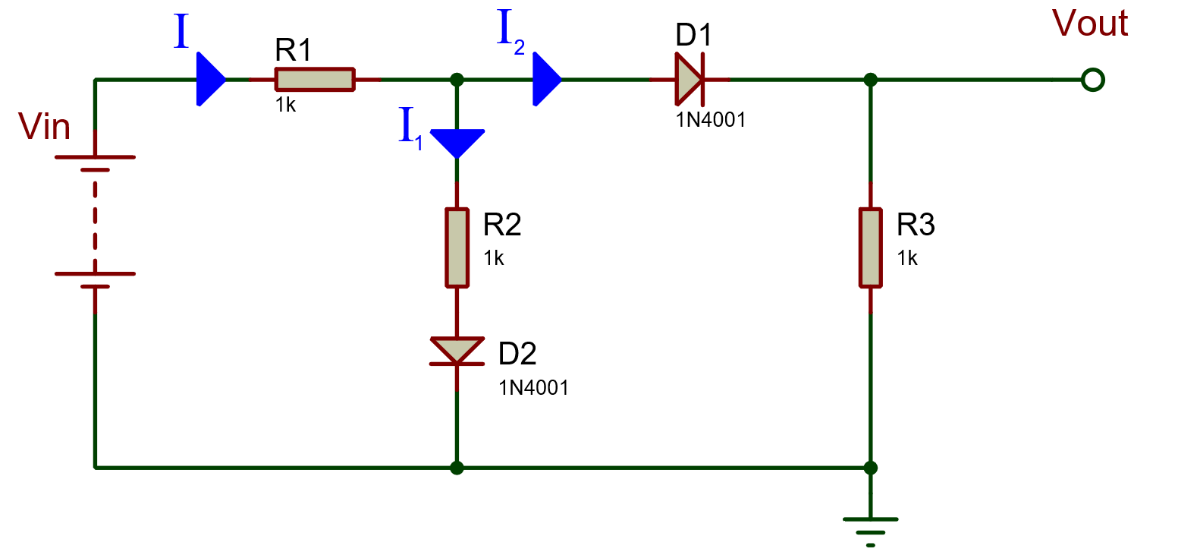 Vout
I
I2
D1
R1
1k
1N4001
Vin
I1
R2
1k
R3
1k
D2
1N4001